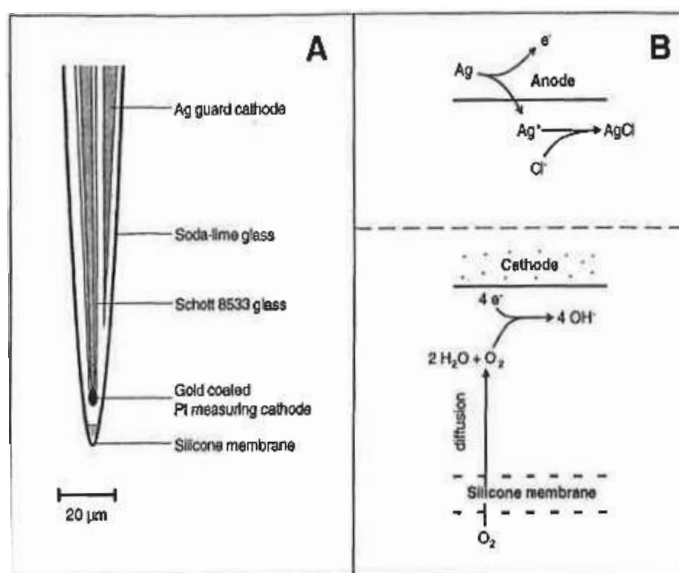 A
Ag guard cathode
Soda-lime glass
Schott 8533 glass
Gold coated
Pt measuring cathode
Silicone membrane
20 µm
B
e⁻
Ag
Anode
Ag⁺ AgCl
Cl⁻
Cathode
4 e⁻
4 OH⁻
2 H₂O + O₂
diffusion
Silicone membrane
O₂